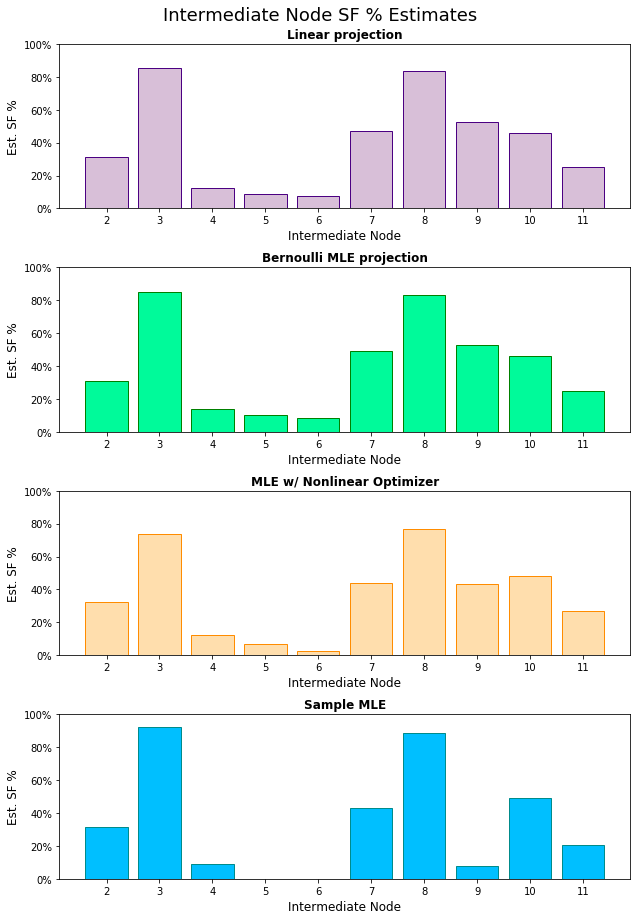 Intermediate Node SF % Estimates
Linear projection
100%
80%
60%
40%
20%
0%
Est. SF %
2 3 4 5 6 7 8 9 10 11
Intermediate Node
Bernoulli MLE projection
100%
80%
60%
40%
20%
0%
Est. SF %
2 3 4 5 6 7 8 9 10 11
Intermediate Node
MLE w/ Nonlinear Optimizer
100%
80%
60%
40%
20%
0%
Est. SF %
2 3 4 5 6 7 8 9 10 11
Intermediate Node
Sample MLE
100%
80%
60%
40%
20%
0%
Est. SF %
2 3 4 5 6 7 8 9 10 11
Intermediate Node